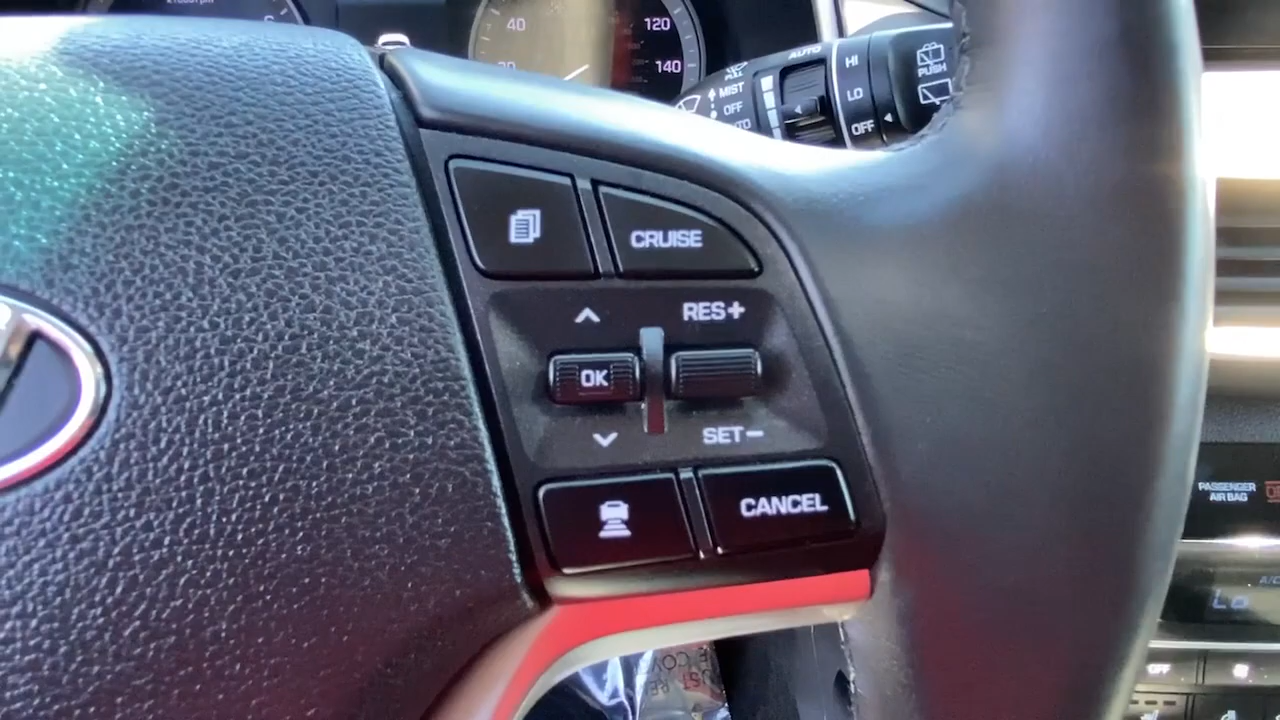 40
120
140
AUTO
HI
MIST
LO
OFF
OFF
PUSH
CRUISE
RES+
OK
SET-
CANCEL
PASSENGER
AIR BAG
A/C
Lo
OFF